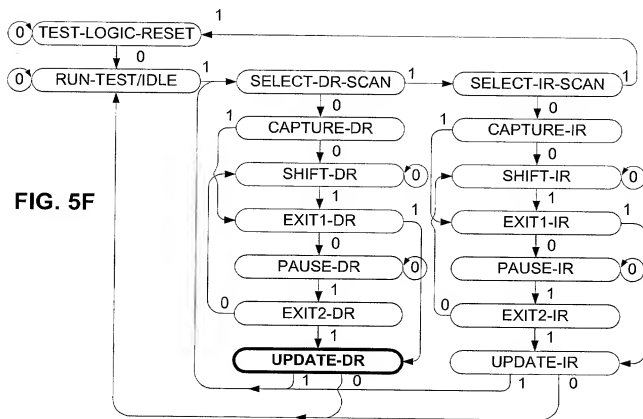 1
0 TEST-LOGIC-RESET
0
0 RUN-TEST/IDLE 1 SELECT-DR-SCAN 1 SELECT-IR-SCAN 1
0 0
1 CAPTURE-DR 1 CAPTURE-IR
0 0
SHIFT-DR 0 SHIFT-IR 0
FIG. 5F
1 1
EXIT1-DR 1 EXIT1-IR 1
0 0
PAUSE-DR 0 PAUSE-IR 0
1 1
0 EXIT2-DR 0 EXIT2-IR
1 1
UPDATE-DR UPDATE-IR
1 0 1 0